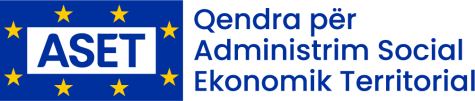 ASET
Qendra për
Administrim Social
Ekonomik Territorial